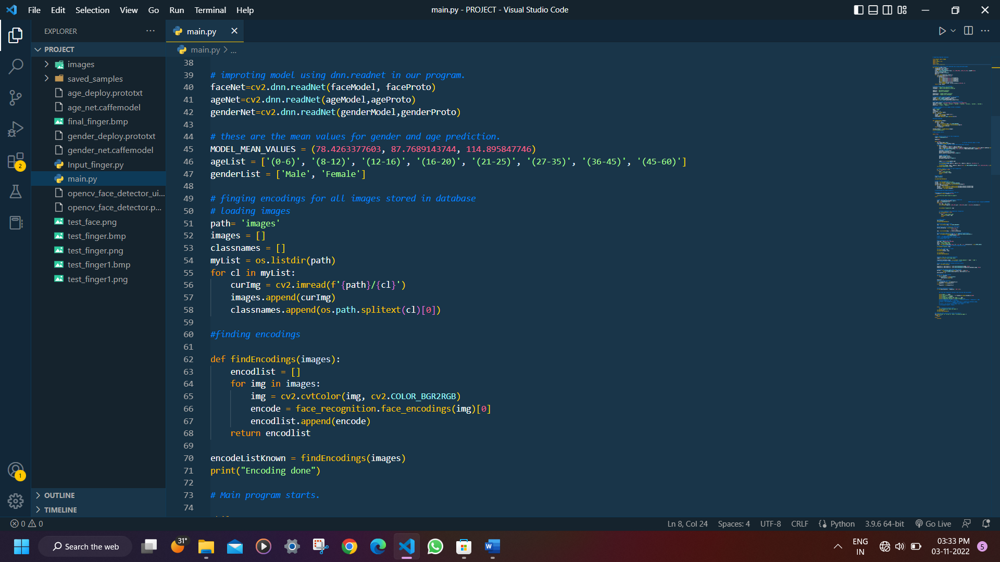 File Edit Selection View Go Run Terminal Help
main.py - PROJECT - Visual Studio Code
EXPLORER
main.py
PROJECT
main.py > ...
images
saved_samples
age_deploy.prototxt
age_net.caffemodel
final_finger.bmp
gender_deploy.prototxt
gender_net.caffemodel
Input_finger.py
main.py
opencv_face_detector_ui...
opencv_face_detector.p...
test_face.png
test_finger.bmp
test_finger.png
test_finger1.bmp
test_finger1.png
OUTLINE
TIMELINE
2
1
38
39 # improting model using dnn.readnet in our program.
40 faceNet=cv2.dnn.readNet(faceModel, faceProto)
41 ageNet=cv2.dnn.readNet(ageModel,ageProto)
42 genderNet=cv2.dnn.readNet(genderModel,genderProto)
43
44 # these are the mean values for gender and age prediction.
45 MODEL_MEAN_VALUES = (78.4263377603, 87.7689143744, 114.895847746)
46 ageList = ['(0-6)', '(8-12)', '(12-16)', '(16-20)', '(21-25)', '(27-35)', '(36-45)', '(45-60)']
47 genderList = ['Male', 'Female']
48
49 # finging encodings for all images stored in database
50 # loading images
51 path= 'images'
52 images = []
53 classnames = []
54 myList = os.listdir(path)
55 for cl in myList:
56     curImg = cv2.imread(f'{path}/{cl}')
57     images.append(curImg)
58     classnames.append(os.path.splitext(cl)[0])
59
60 #finding encodings
61
62 def findEncodings(images):
63     encodlist = []
64     for img in images:
65         img = cv2.cvtColor(img, cv2.COLOR_BGR2RGB)
66         encode = face_recognition.face_encodings(img)[0]
67         encodlist.append(encode)
68     return encodlist
69
70 encodeListKnown = findEncodings(images)
71 print("Encoding done")
72
73 # Main program starts.
74
0 0
Ln 8, Col 24 Spaces: 4 UTF-8 CRLF Python 3.9.6 64-bit Go Live
Search the web
31°
ENG
IN
03:33 PM
03-11-2022
5